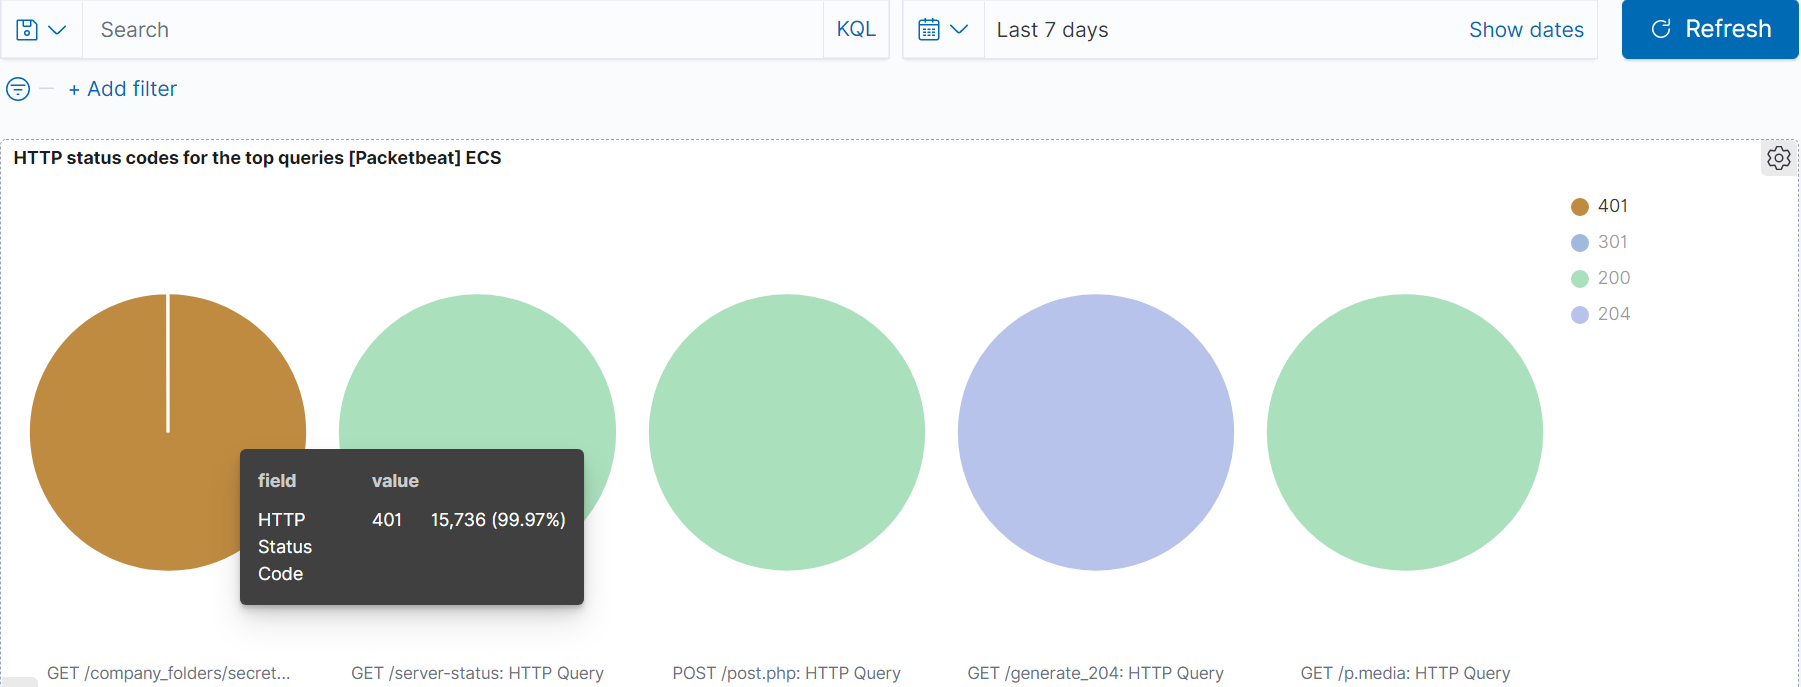 Search KQL Last 7 days Show dates Refresh
+ Add filter
HTTP status codes for the top queries [Packetbeat] ECS
401
301
200
204
field value
HTTP 401 15,736 (99.97%)
Status
Code
GET /company_folders/secret... GET /server-status: HTTP Query POST /post.php: HTTP Query GET /generate_204: HTTP Query GET /p.media: HTTP Query